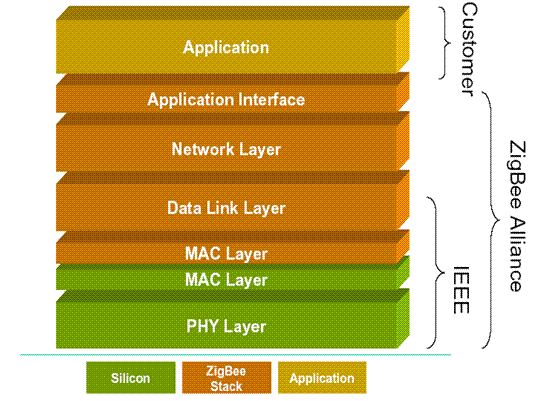 Application
Application Interface
Network Layer
Data Link Layer
MAC Layer
MAC Layer
PHY Layer
Customer
IEEE
ZigBee Alliance
Silicon
ZigBee
Stack
Application